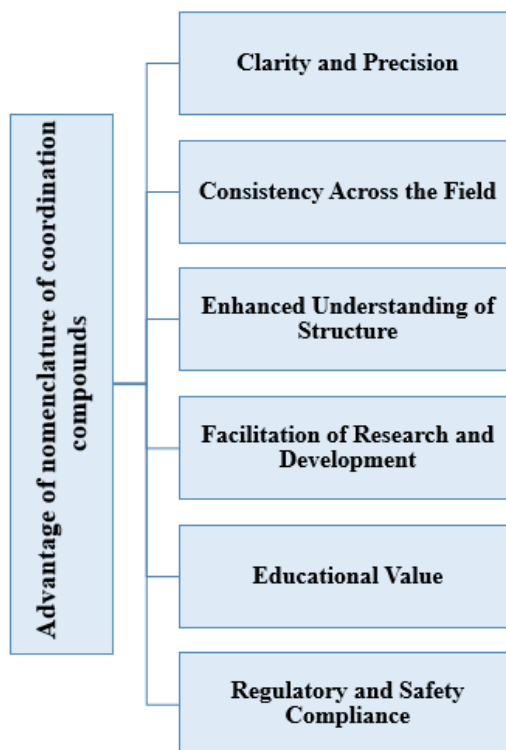 Advantage of nomenclature of coordination
compounds
Clarity and Precision
Consistency Across the Field
Enhanced Understanding of
Structure
Facilitation of Research and
Development
Educational Value
Regulatory and Safety
Compliance